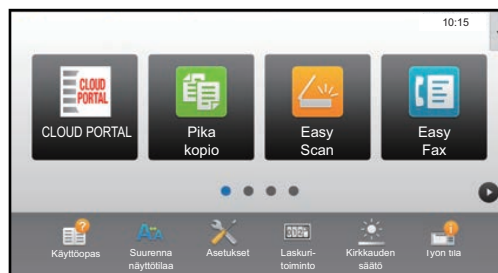 10:15
CLOUD
PORTAL
CLOUD PORTAL
Pika
kopio
Easy
Scan
Easy
Fax
Käyttöopas
Suurenna
näyttötilaa
Asetukset
Laskuri-
toiminto
Kirkkauden
säätö
Työn tila